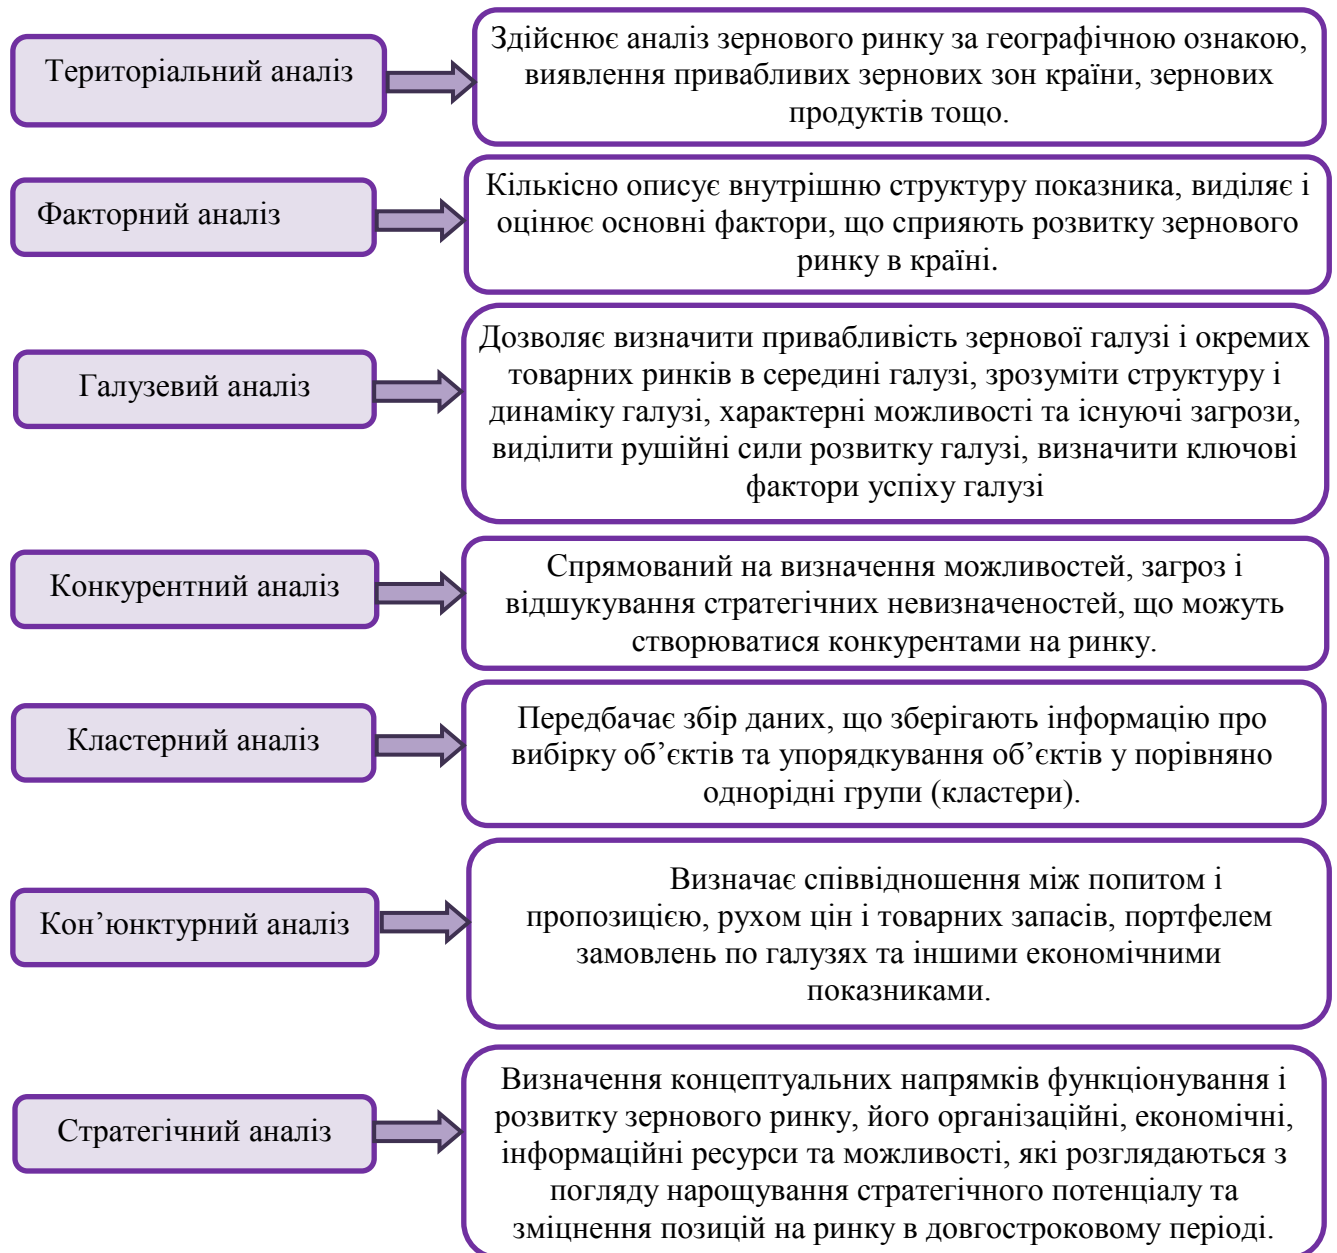 Територіальний аналіз
Здійснює аналіз зернового ринку за географічною ознакою,
виявлення привабливих зернових зон країни, зернових
продуктів тощо.
Факторний аналіз
Кількісно описує внутрішню структуру показника, виділяє і
оцінює основні фактори, що сприяють розвитку зернового
ринку в країні.
Галузевий аналіз
Дозволяє визначити привабливість зернової галузі і окремих
товарних ринків в середині галузі, зрозуміти структуру і
динаміку галузі, характерні можливості та існуючі загрози,
виділити рушійні сили розвитку галузі, визначити ключові
фактори успіху галузі
Конкурентний аналіз
Спрямований на визначення можливостей, загроз і
відшукування стратегічних невизначеностей, що можуть
створюватися конкурентами на ринку.
Кластерний аналіз
Передбачає збір даних, що зберігають інформацію про
вибірку об’єктів та упорядкування об’єктів у порівняно
однорідні групи (кластери).
Кон’юнктурний аналіз
Визначає співвідношення між попитом і
пропозицією, рухом цін і товарних запасів, портфелем
замовлень по галузях та іншими економічними
показниками.
Стратегічний аналіз
Визначення концептуальних напрямків функціонування і
розвитку зернового ринку, його організаційні, економічні,
інформаційні ресурси та можливості, які розглядаються з
погляду нарощування стратегічного потенціалу та
зміцнення позицій на ринку в довгостроковому періоді.